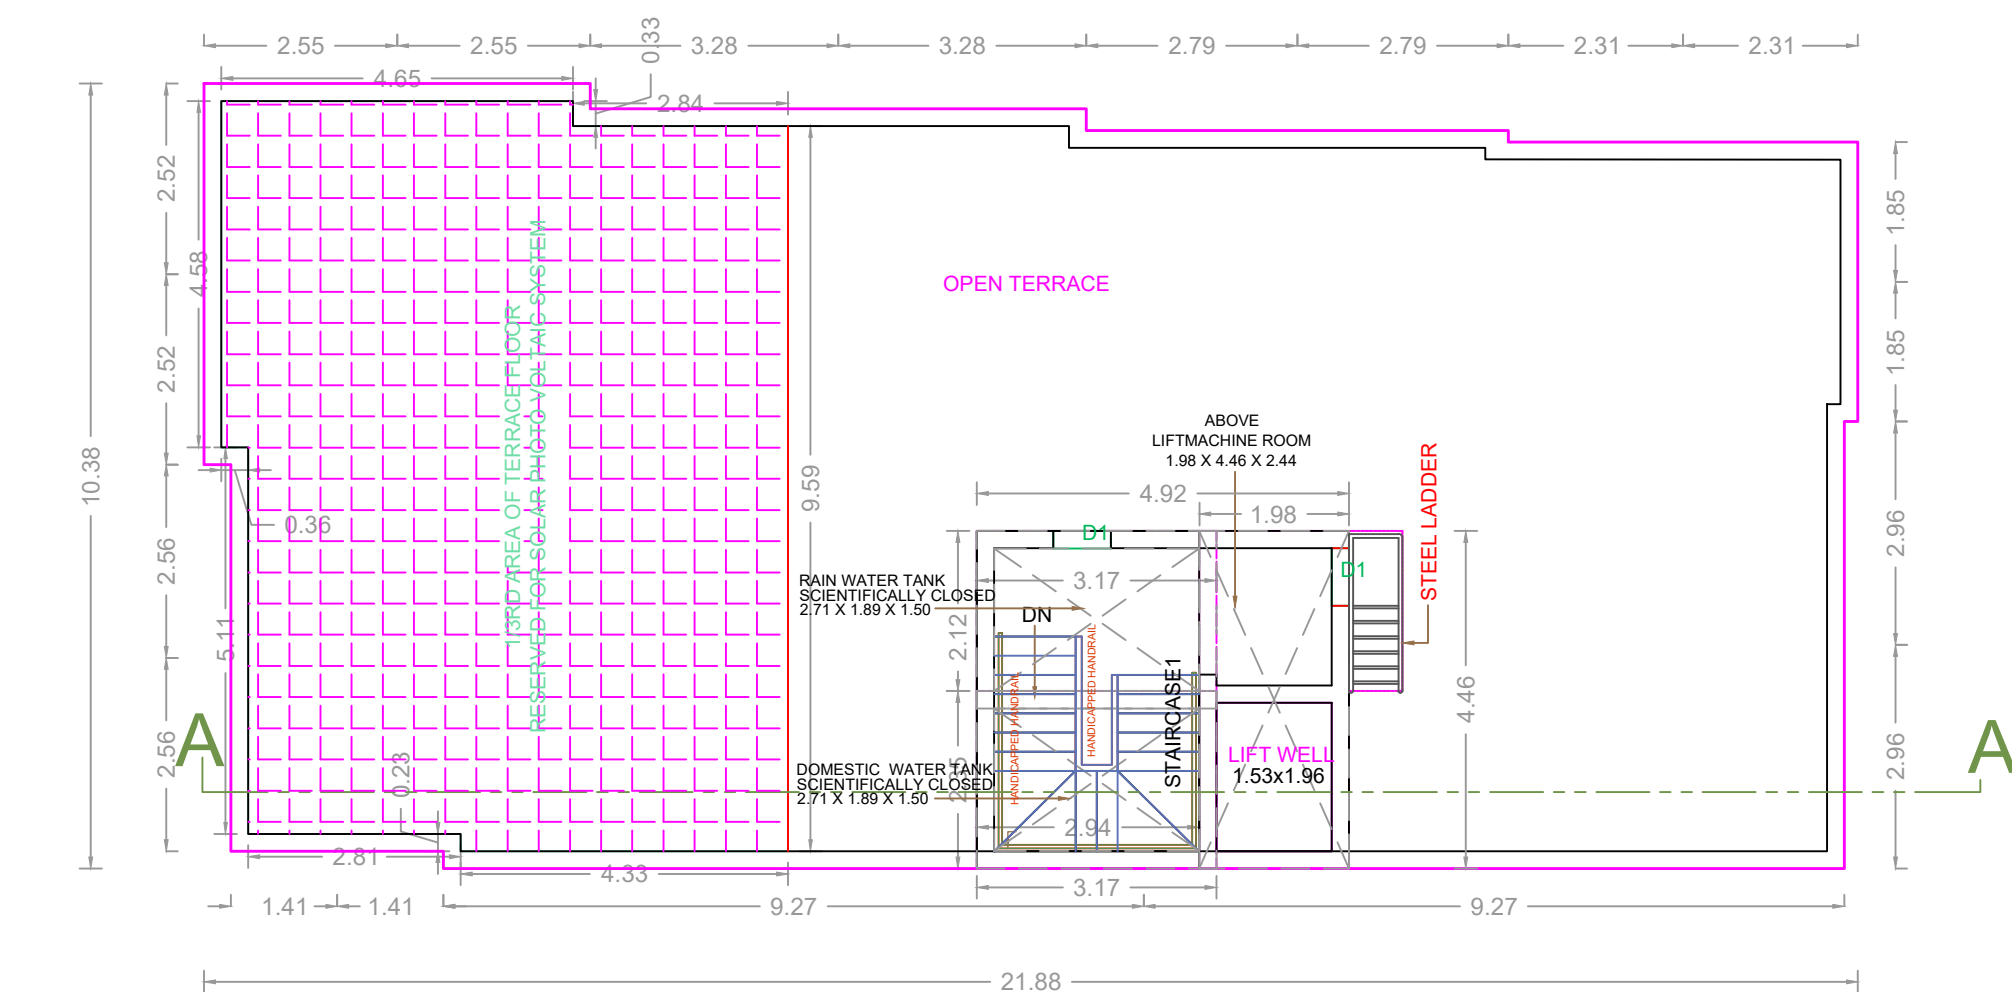 2.55
2.55
3.28
3.28
2.79
2.79
2.31
2.31
0.33
4.65
2.84
2.52
2.52
2.56
2.56
10.38
4.58
5.11
0.36
0.23
9.59
1/3RD AREA OF TERRACE FLOOR
RESERVED FOR SOLAR PHOTO VOLTAIC SYSTEM
OPEN TERRACE
1.85
1.85
2.96
2.96
ABOVE
LIFTMACHINE ROOM
1.98 X 4.46 X 2.44
4.92
1.98
STEEL LADDER
D1
D1
3.17
RAIN WATER TANK
SCIENTIFICALLY CLOSED
2.71 X 1.89 X 1.50
DN
2.12
HANDICAPPED HANDRAIL
HANDICAPPED HANDRAIL
STAIRCASE1
4.46
LIFT WELL
1.53x1.96
DOMESTIC WATER TANK
SCIENTIFICALLY CLOSED
2.71 X 1.89 X 1.50
2.94
A
A
2.81
4.33
3.17
1.41
1.41
9.27
9.27
21.88